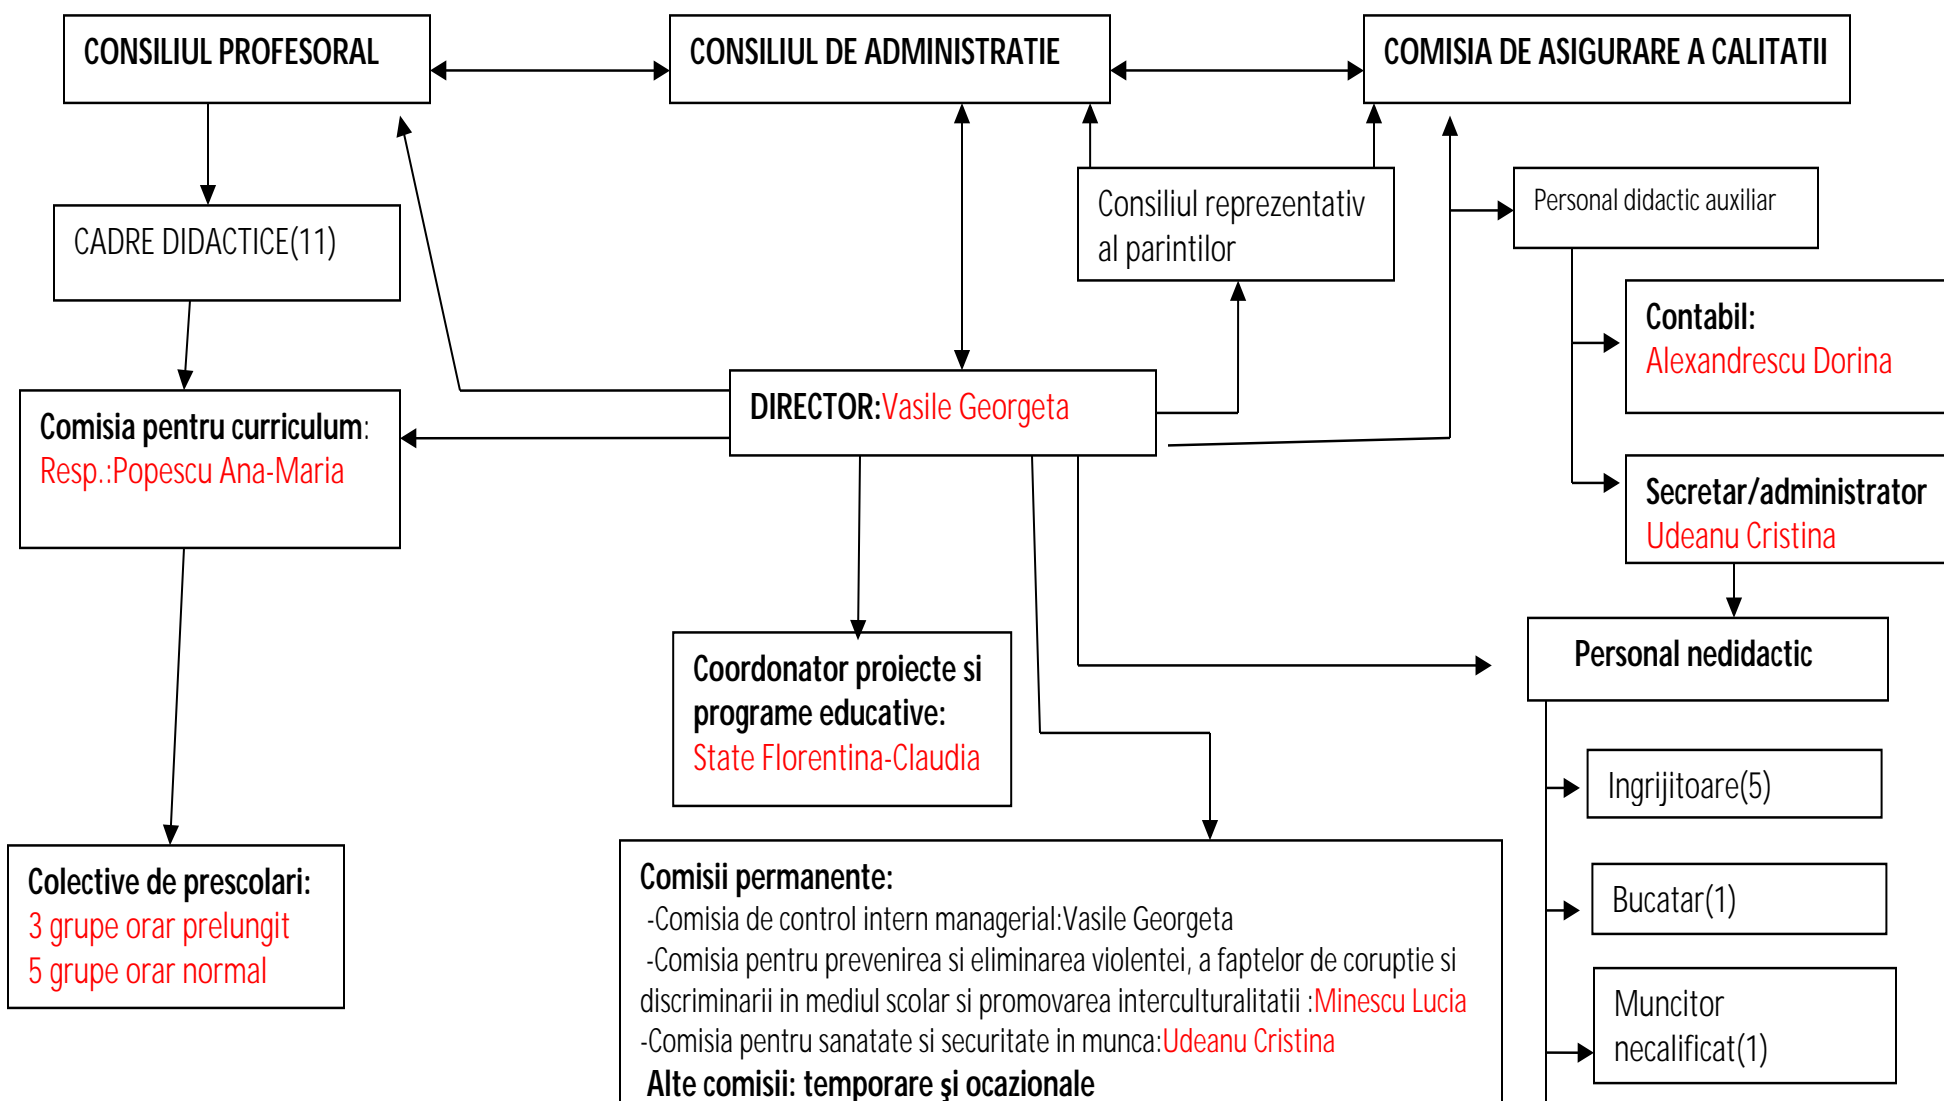 CONSILIUL PROFESORAL
CONSILIUL DE ADMINISTRATIE
COMISIA DE ASIGURARE A CALITATII
Consiliul reprezentativ
al parintilor
Personal didactic auxiliar
CADRE DIDACTICE(11)
Contabil:
Alexandrescu Dorina
DIRECTOR:Vasile Georgeta
Comisia pentru curriculum:
Resp.:Popescu Ana-Maria
Secretar/administrator
Udeanu Cristina
Coordonator proiecte si
programe educative:
State Florentina-Claudia
Personal nedidactic
Ingrijitoare(5)
Bucatar(1)
Muncitor
necalificat(1)
Colective de prescolari:
3 grupe orar prelungit
5 grupe orar normal
Comisii permanente:
-Comisia de control intern managerial:Vasile Georgeta
-Comisia pentru prevenirea si eliminarea violentei, a faptelor de coruptie si
discriminarii in mediul scolar si promovarea interculturalitatii :Minescu Lucia
-Comisia pentru sanatate si securitate in munca:Udeanu Cristina
Alte comisii: temporare şi ocazionale